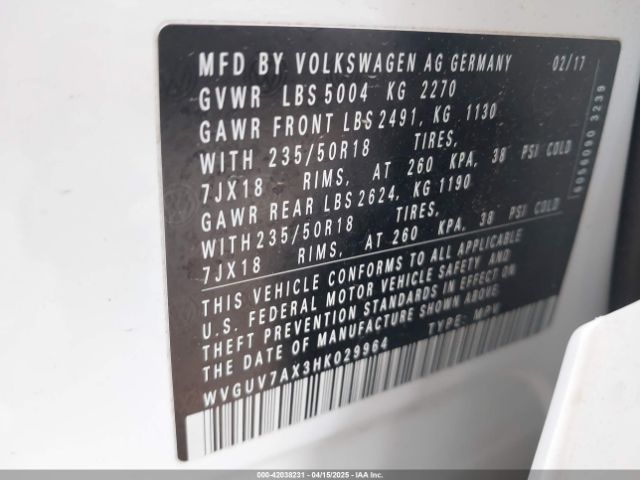 MFD BY VOLKSWAGEN AG GERMANY 02/17
GVWR LBS 5004 KG 2270
GAWR FRONT LBS 2491, KG 1130
WITH 235/50R18 TIRES,
7JX18 RIMS, AT 260 KPA, 38 PSI COLD
GAWR REAR LBS 2624, KG 1190
WITH 235/50R18 TIRES,
7JX18 RIMS, AT 260 KPA, 38 PSI COLD
THIS VEHICLE CONFORMS TO ALL APPLICABLE
U.S. FEDERAL MOTOR VEHICLE SAFETY AND
THEFT PREVENTION STANDARDS IN EFFECT ON
THE DATE OF MANUFACTURE SHOWN ABOVE.
WVGUV7AX3HK029964 TYPE: MPV
6056090 3239
000-42038231 - 04/15/2025 - IAA, Inc.